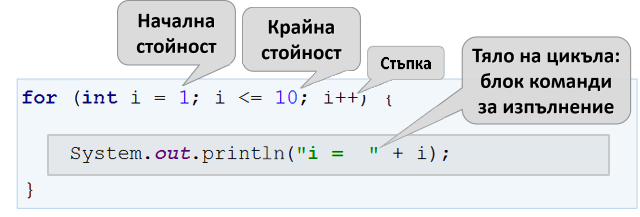 Начална
стойност
Крайна
стойност
Стъпка
Тяло на цикъла:
блок команди
за изпълнение
for (int i = 1; i <= 10; i++) {
System.out.println("i =  " + i);
}